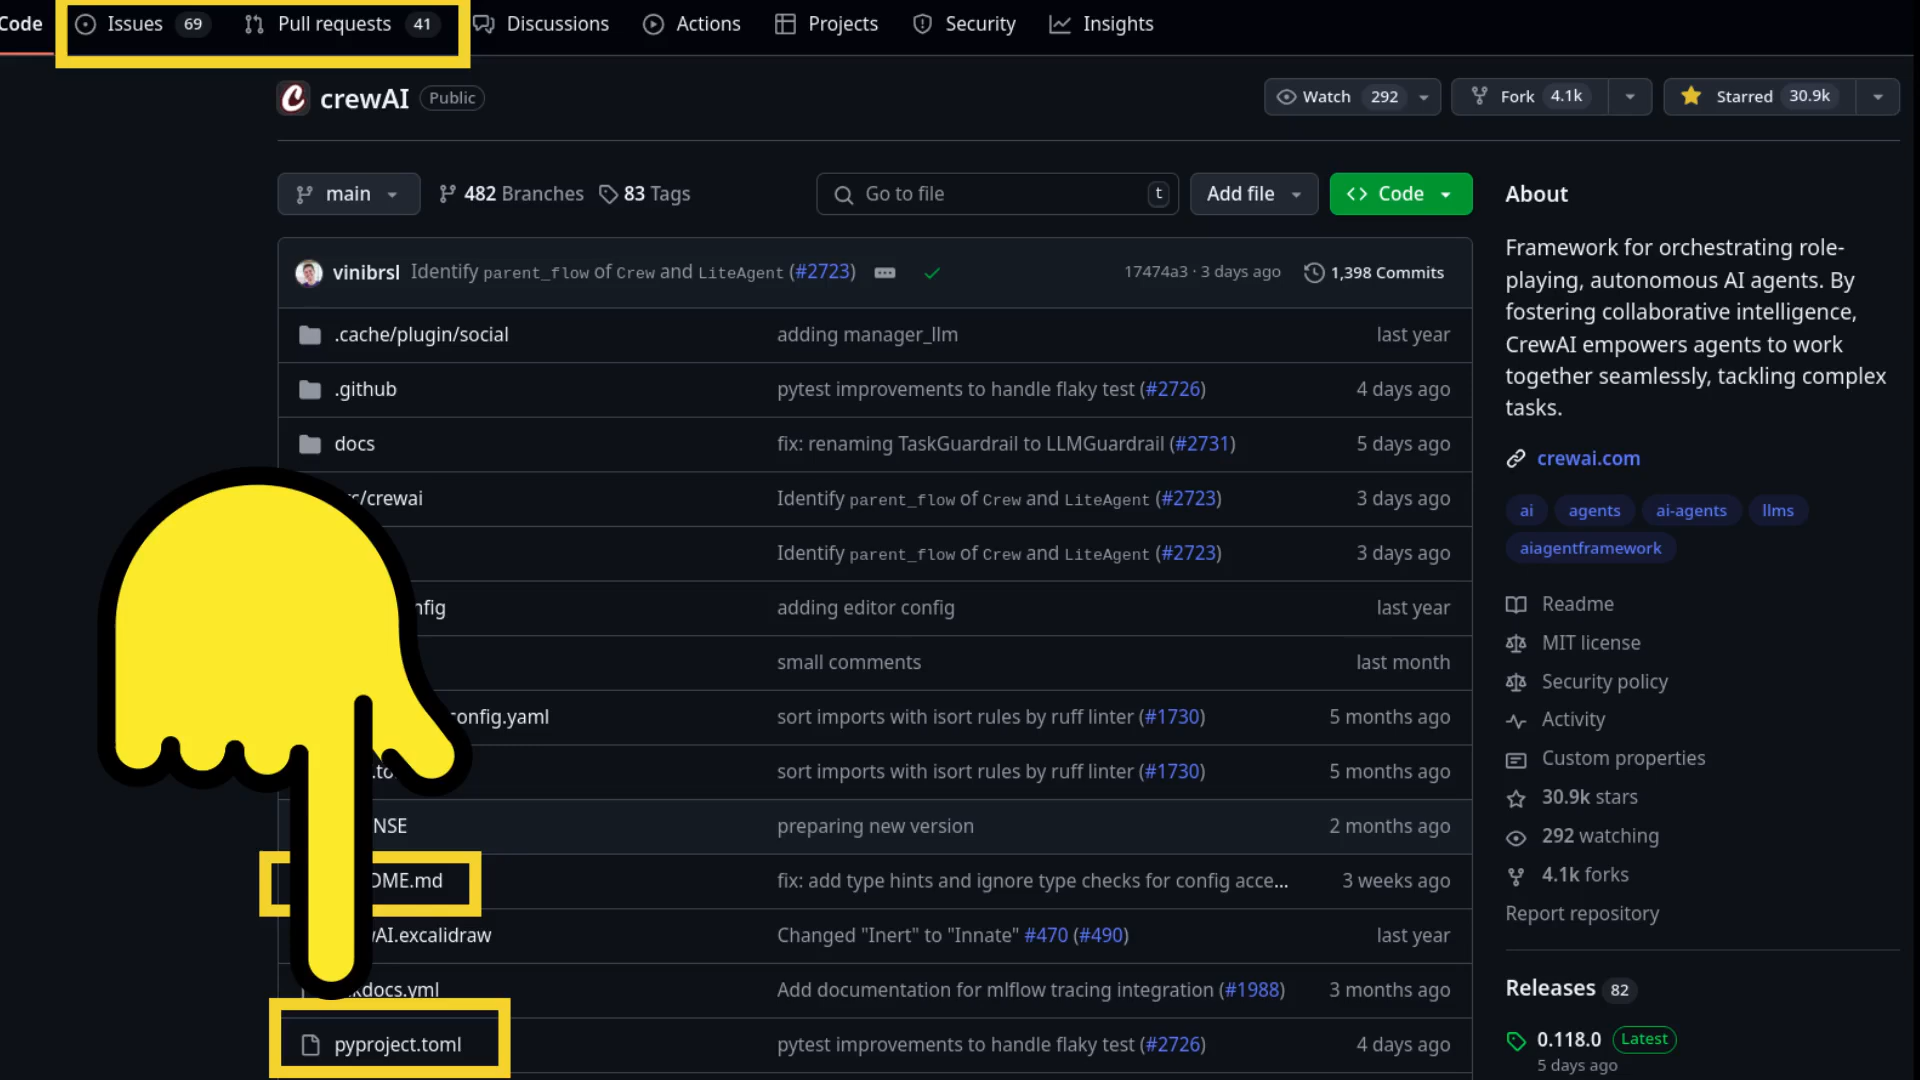 Code Issues 69 Pull requests 41 Discussions Actions Projects Security Insights
crewAI Public Watch 292 Fork 4.1k Starred 30.9k
main 482 Branches 83 Tags Go to file t Add file Code
vinibrsl Identify parent_flow of Crew and LiteAgent (#2723) 17474a3 · 3 days ago 1,398 Commits
.cache/plugin/social adding manager_llm last year
.github pytest improvements to handle flaky test (#2726) 4 days ago
docs fix: renaming TaskGuardrail to LLMGuardrail (#2731) 5 days ago
/crewai Identify parent_flow of Crew and LiteAgent (#2723) 3 days ago
Identify parent_flow of Crew and LiteAgent (#2723) 3 days ago
nfig adding editor config last year
small comments last month
config.yaml sort imports with isort rules by ruff linter (#1730) 5 months ago
sort imports with isort rules by ruff linter (#1730) 5 months ago
NSE preparing new version 2 months ago
DME.md fix: add type hints and ignore type checks for config acce... 3 weeks ago
AI.excalidraw Changed "Inert" to "Innate" #470 (#490) last year
kdocs.yml Add documentation for mlflow tracing integration (#1988) 3 months ago
pyproject.toml pytest improvements to handle flaky test (#2726) 4 days ago
About
Framework for orchestrating role-
playing, autonomous AI agents. By
fostering collaborative intelligence,
CrewAI empowers agents to work
together seamlessly, tackling complex
tasks.
crewai.com
ai agents ai-agents llms
aiagentframework
Readme
MIT license
Security policy
Activity
Custom properties
30.9k stars
292 watching
4.1k forks
Report repository
Releases 82
0.118.0 Latest
5 days ago